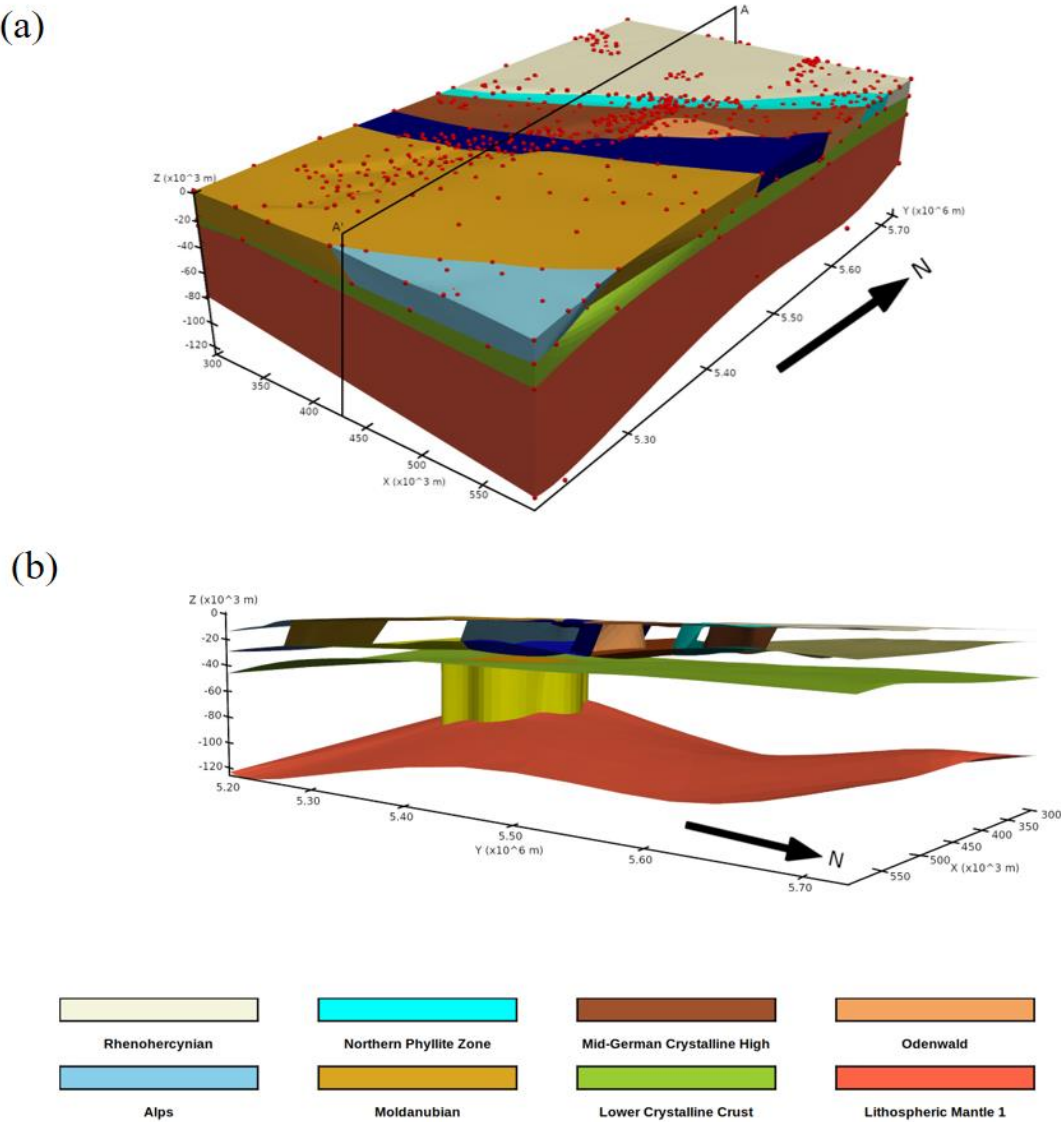 (a)
A
Z (x10^3 m)
0
-20
-40
-60
-80
-100
-120
A'
300
350
400
450
500
550
X (x10^3 m)
5.30
5.40
5.50
5.60
5.70
Y (x10^6 m)
N
(b)
Z (x10^3 m)
0
-20
-40
-60
-80
-100
-120
5.20
5.30
5.40
5.50
5.60
5.70
Y (x10^6 m)
N
300
350
400
450
500
550
X (x10^3 m)
Rhenohercynian Northern Phyllite Zone Mid-German Crystalline High Odenwald
Alps Moldanubian Lower Crystalline Crust Lithospheric Mantle 1